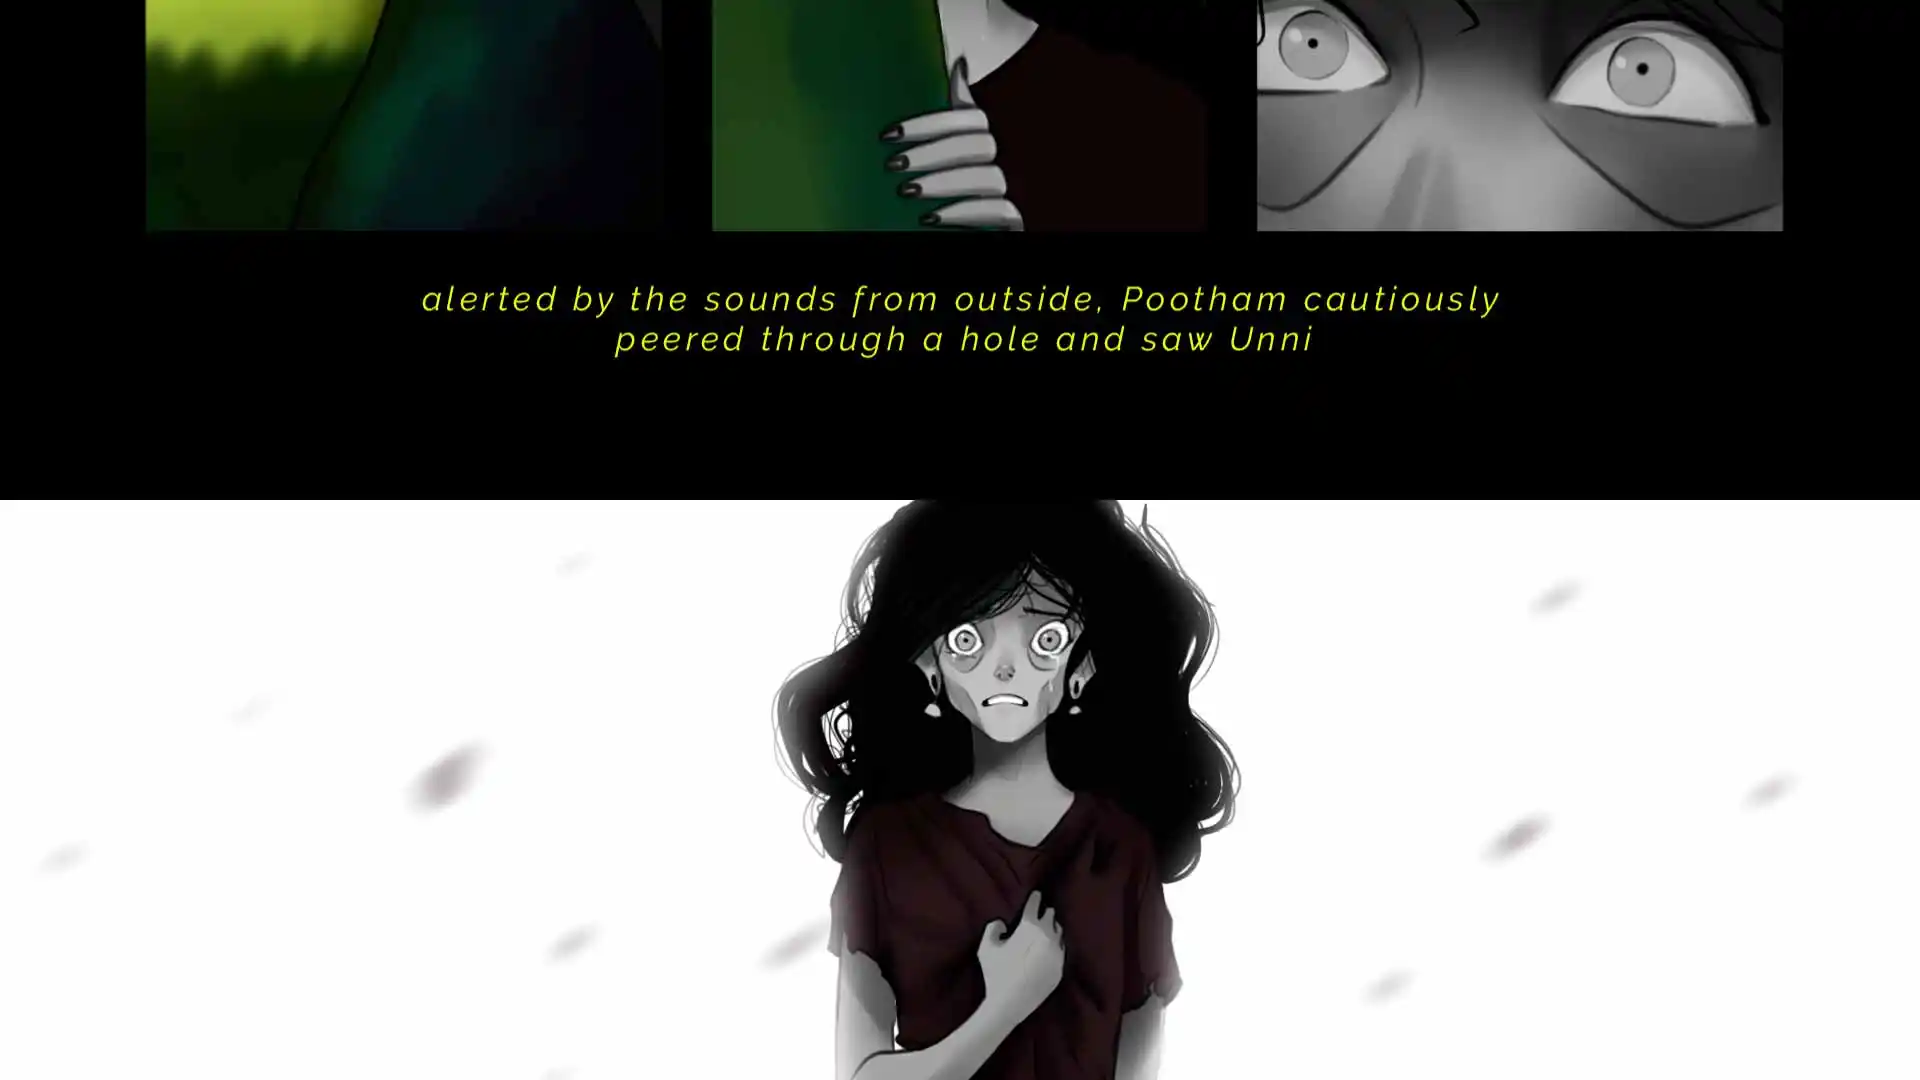 alerted by the sounds from outside, Pootham cautiously
peered through a hole and saw Unni